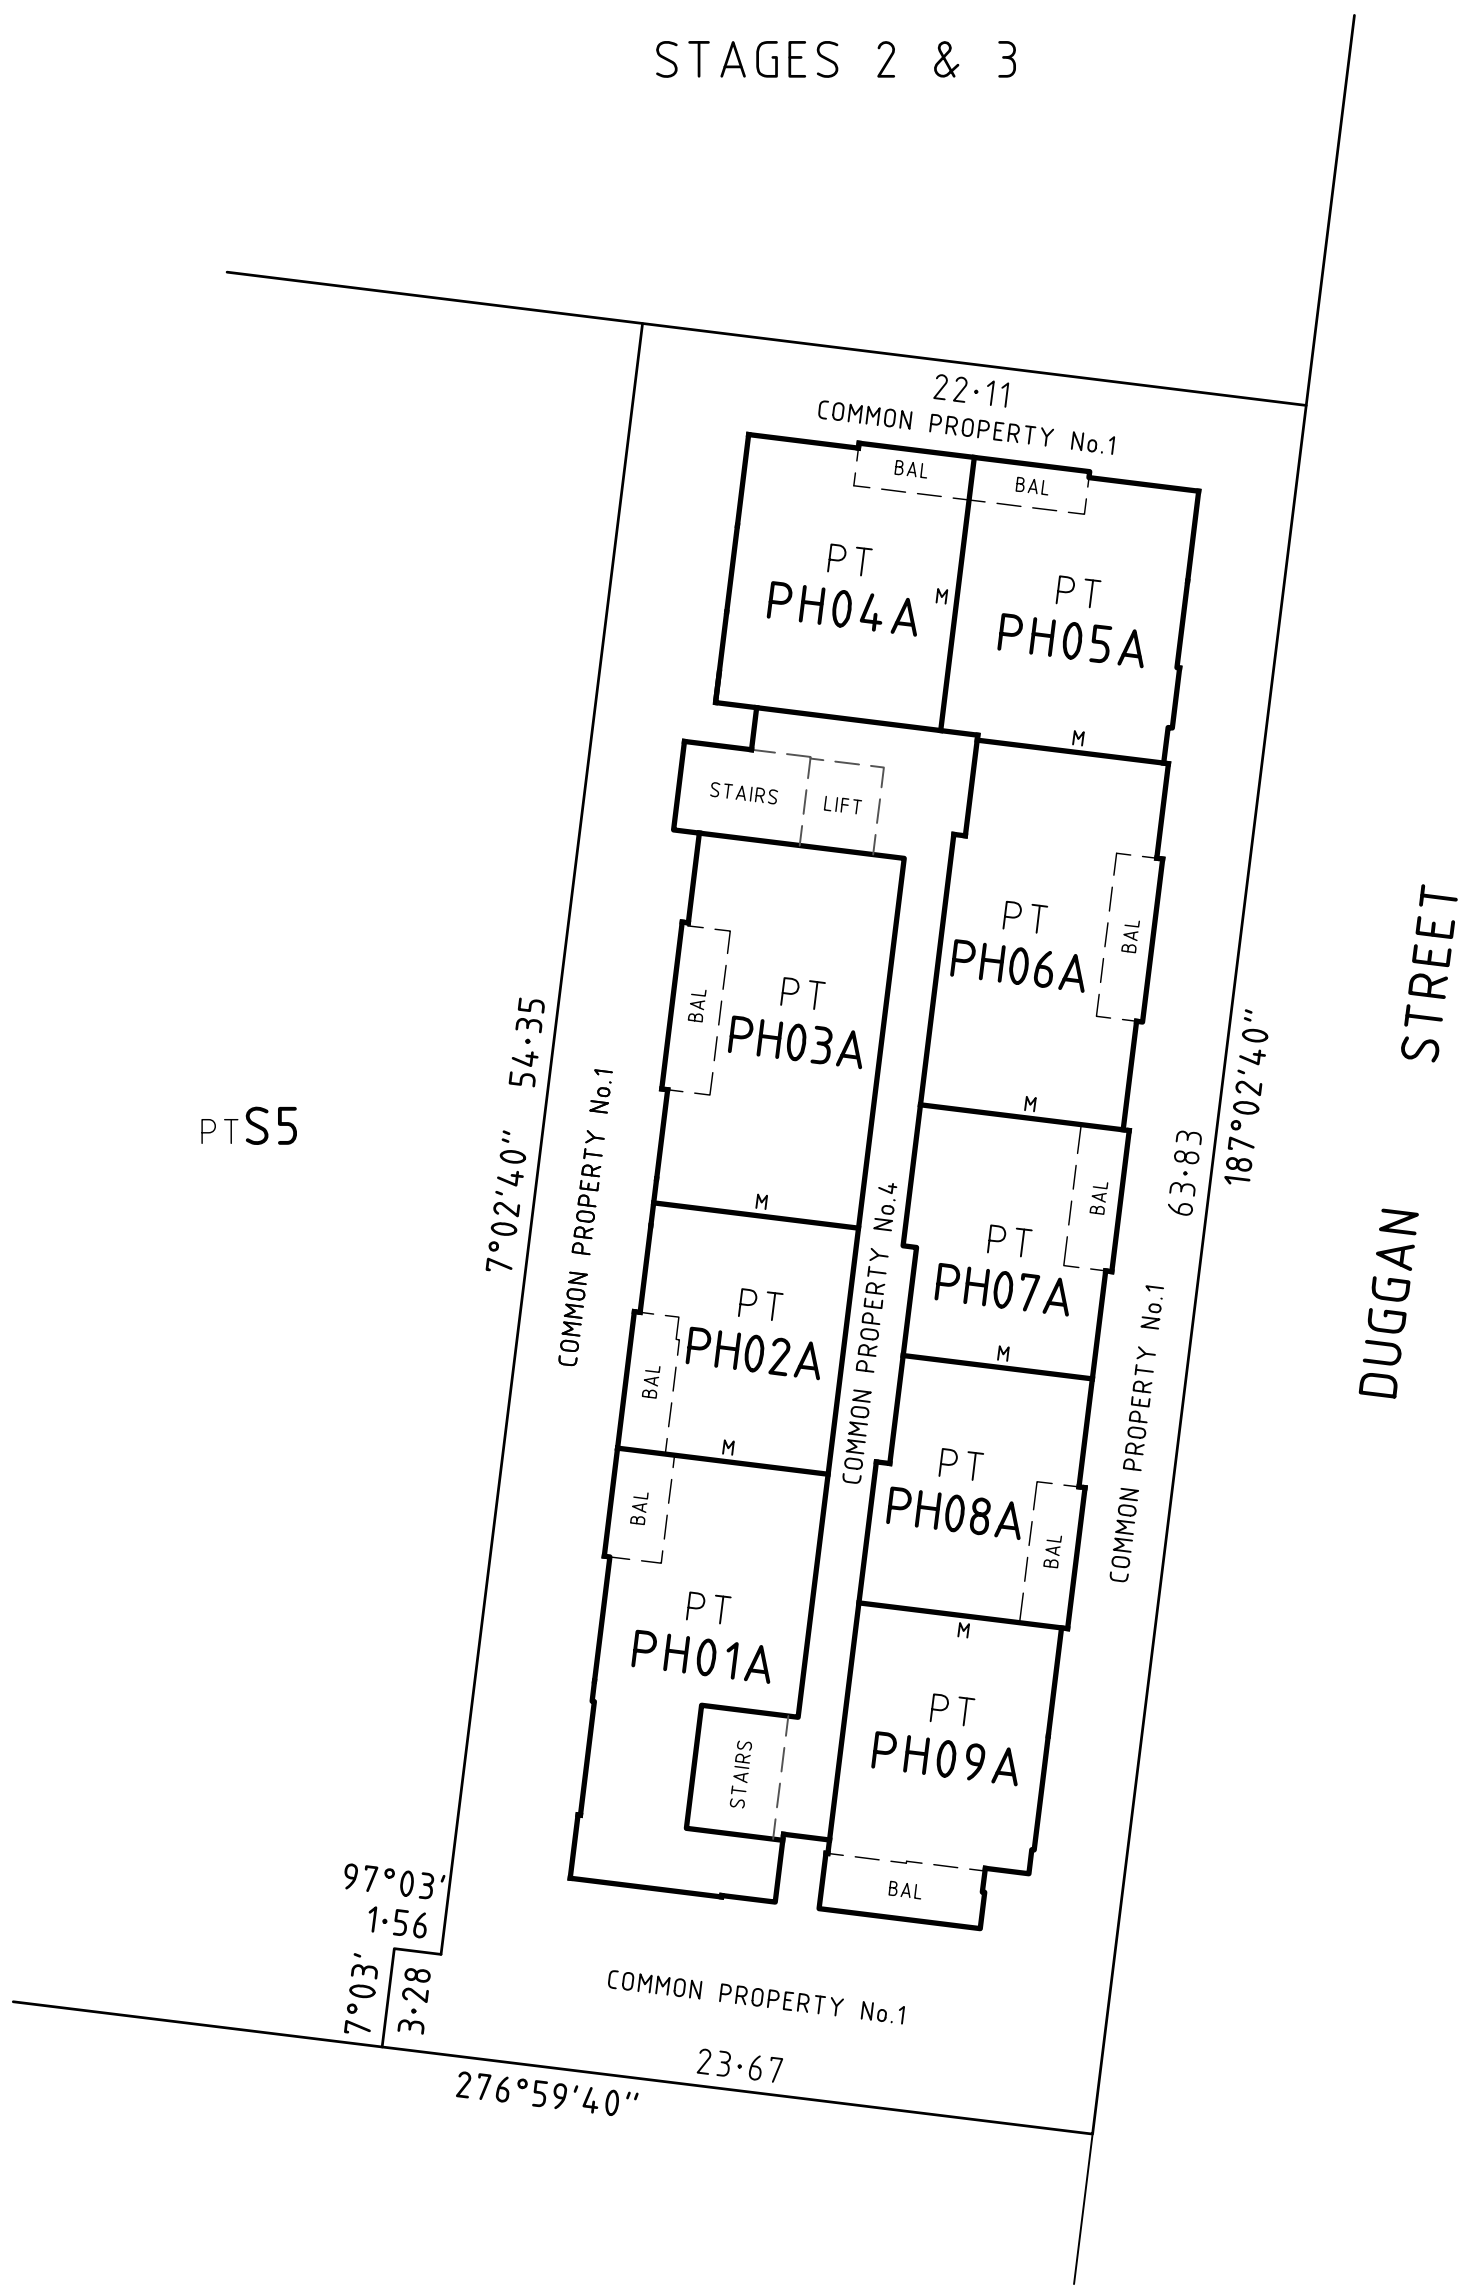 STAGES 2 & 3
22·11
COMMON PROPERTY No.1
BAL
BAL
PT
PH04A
M
PT
PH05A
M
STAIRS
LIFT
PT
PH06A
BAL
STREET
BAL
PT
PH03A
7°02'40" 54·35
COMMON PROPERTY No.1
PTS5
M
63·83
187°02'40"
M
COMMON PROPERTY No.4
BAL
PT
PH07A
DUGGAN
PT
PH02A
BAL
M
COMMON PROPERTY No.1
M
BAL
PT
PH08A
BAL
PT
PH01A
M
PT
PH09A
STAIRS
BAL
97°03'
1·56
7°03'
3·28
COMMON PROPERTY No.1
23·67
276°59'40"